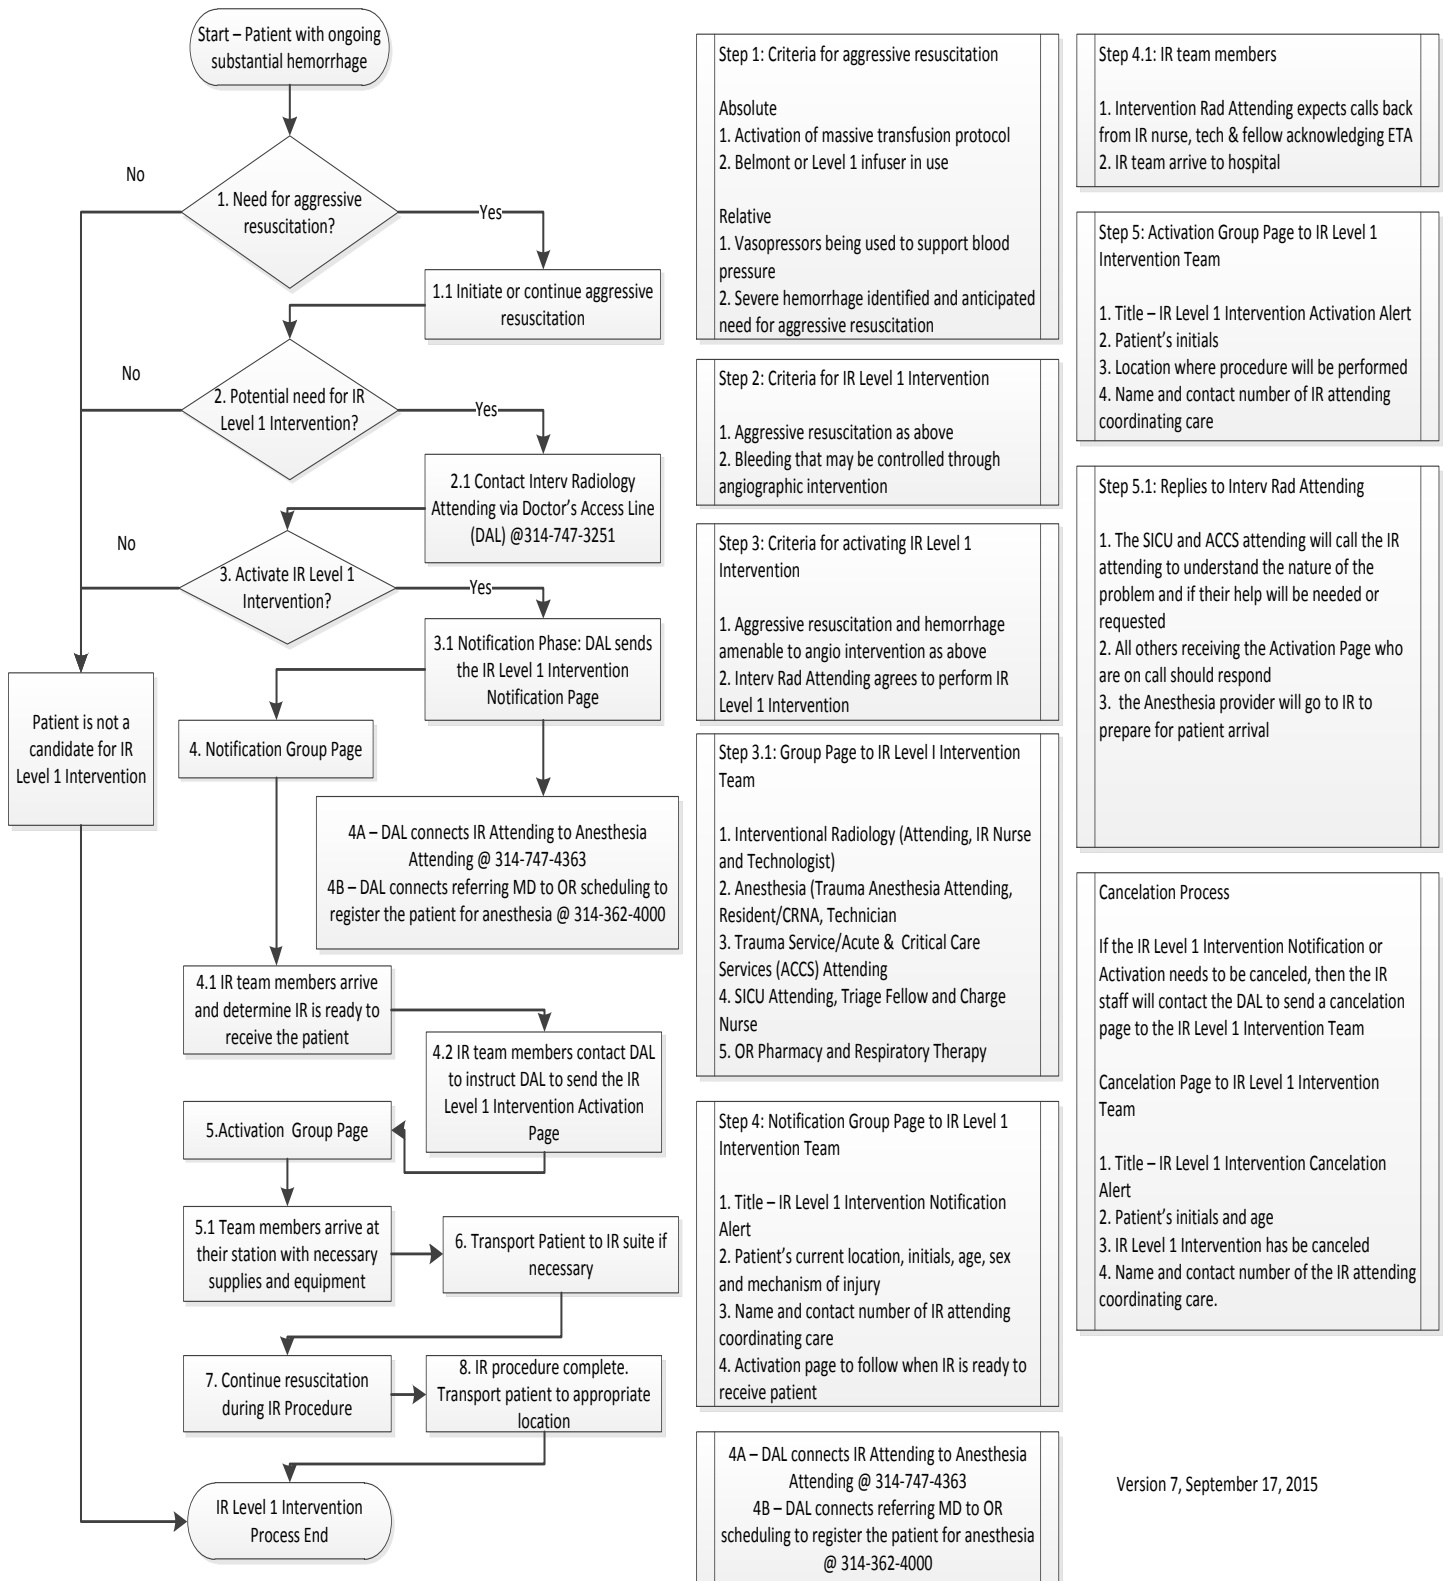 Start – Patient with ongoing
substantial hemorrhage
No
1. Need for aggressive
resuscitation?
Yes
1.1 Initiate or continue aggressive
resuscitation
No
2. Potential need for IR
Level 1 Intervention?
Yes
2.1 Contact Interv Radiology
Attending via Doctor's Access Line
(DAL) @314-747-3251
No
3. Activate IR Level 1
Intervention?
Yes
3.1 Notification Phase: DAL sends
the IR Level 1 Intervention
Notification Page
Patient is not a
candidate for IR
Level 1 Intervention
4. Notification Group Page
4A – DAL connects IR Attending to Anesthesia
Attending @ 314-747-4363
4B – DAL connects referring MD to OR scheduling to
register the patient for anesthesia @ 314-362-4000
4.1 IR team members arrive
and determine IR is ready to
receive the patient
4.2 IR team members contact DAL
to instruct DAL to send the IR
Level 1 Intervention Activation
Page
5.Activation Group Page
5.1 Team members arrive at
their station with necessary
supplies and equipment
6. Transport Patient to IR suite if
necessary
7. Continue resuscitation
during IR Procedure
8. IR procedure complete.
Transport patient to appropriate
location
IR Level 1 Intervention
Process End
Step 1: Criteria for aggressive resuscitation
Absolute
1. Activation of massive transfusion protocol
2. Belmont or Level 1 infuser in use
Relative
1. Vasopressors being used to support blood
pressure
2. Severe hemorrhage identified and anticipated
need for aggressive resuscitation
Step 2: Criteria for IR Level 1 Intervention
1. Aggressive resuscitation as above
2. Bleeding that may be controlled through
angiographic intervention
Step 3: Criteria for activating IR Level 1
Intervention
1. Aggressive resuscitation and hemorrhage
amenable to angio intervention as above
2. Interv Rad Attending agrees to perform IR
Level 1 Intervention
Step 3.1: Group Page to IR Level I Intervention
Team
1. Interventional Radiology (Attending, IR Nurse
and Technologist)
2. Anesthesia (Trauma Anesthesia Attending,
Resident/CRNA, Technician
3. Trauma Service/Acute & Critical Care
Services (ACCS) Attending
4. SICU Attending, Triage Fellow and Charge
Nurse
5. OR Pharmacy and Respiratory Therapy
Step 4: Notification Group Page to IR Level 1
Intervention Team
1. Title – IR Level 1 Intervention Notification
Alert
2. Patient's current location, initials, age, sex
and mechanism of injury
3. Name and contact number of IR attending
coordinating care
4. Activation page to follow when IR is ready to
receive patient
4A – DAL connects IR Attending to Anesthesia
Attending @ 314-747-4363
4B – DAL connects referring MD to OR
scheduling to register the patient for anesthesia
@ 314-362-4000
Step 4.1: IR team members
1. Intervention Rad Attending expects calls back
from IR nurse, tech & fellow acknowledging ETA
2. IR team arrive to hospital
Step 5: Activation Group Page to IR Level 1
Intervention Team
1. Title – IR Level 1 Intervention Activation Alert
2. Patient's initials
3. Location where procedure will be performed
4. Name and contact number of IR attending
coordinating care
Step 5.1: Replies to Interv Rad Attending
1. The SICU and ACCS attending will call the IR
attending to understand the nature of the
problem and if their help will be needed or
requested
2. All others receiving the Activation Page who
are on call should respond
3. the Anesthesia provider will go to IR to
prepare for patient arrival
Cancelation Process
If the IR Level 1 Intervention Notification or
Activation needs to be canceled, then the IR
staff will contact the DAL to send a cancelation
page to the IR Level 1 Intervention Team
Cancelation Page to IR Level 1 Intervention
Team
1. Title – IR Level 1 Intervention Cancelation
Alert
2. Patient's initials and age
3. IR Level 1 Intervention has be canceled
4. Name and contact number of the IR attending
coordinating care.
Version 7, September 17, 2015